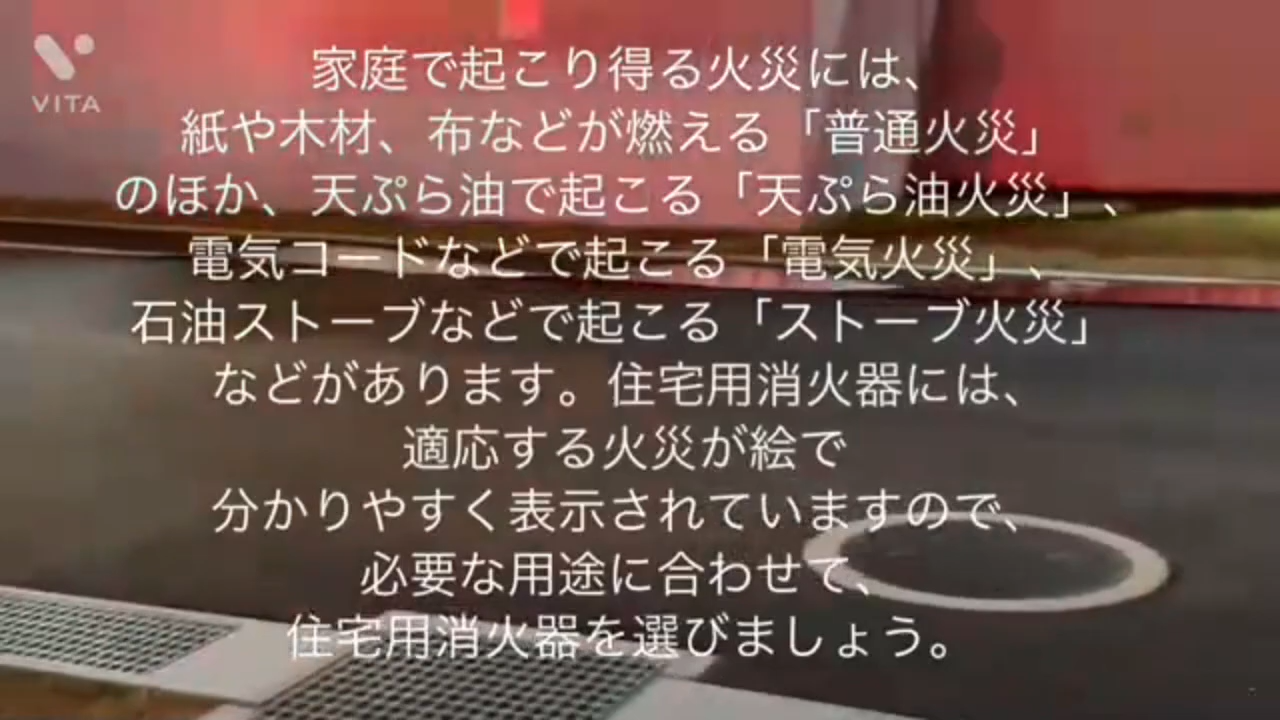 VITA
家庭で起こり得る火災には、
紙や木材、布などが燃える「普通火災」
のほか、天ぷら油で起こる「天ぷら油火災」、
電気コードなどで起こる「電気火災」、
石油ストーブなどで起こる「ストーブ火災」
などがあります。住宅用消火器には、
適応する火災が絵で
分かりやすく表示されていますので、
必要な用途に合わせて、
住宅用消火器を選びましょう。